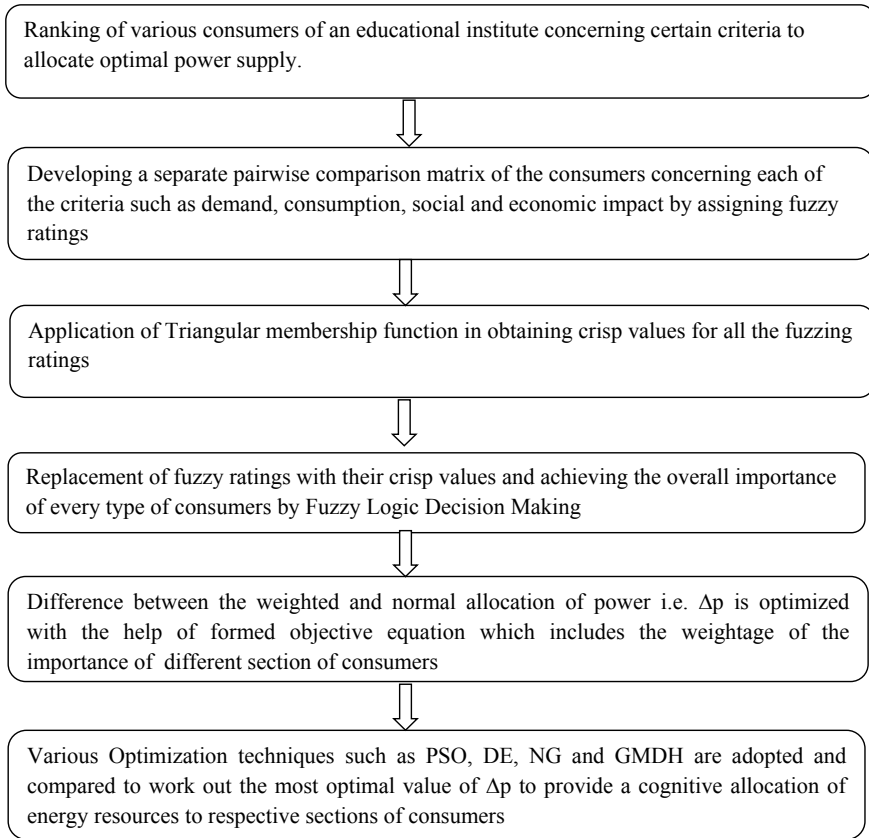 Ranking of various consumers of an educational institute concerning certain criteria to
allocate optimal power supply.
Developing a separate pairwise comparison matrix of the consumers concerning each of
the criteria such as demand, consumption, social and economic impact by assigning fuzzy
ratings
Application of Triangular membership function in obtaining crisp values for all the fuzzing
ratings
Replacement of fuzzy ratings with their crisp values and achieving the overall importance
of every type of consumers by Fuzzy Logic Decision Making
Difference between the weighted and normal allocation of power i.e. Δp is optimized
with the help of formed objective equation which includes the weightage of the
importance of different section of consumers
Various Optimization techniques such as PSO, DE, NG and GMDH are adopted and
compared to work out the most optimal value of Δp to provide a cognitive allocation of
energy resources to respective sections of consumers